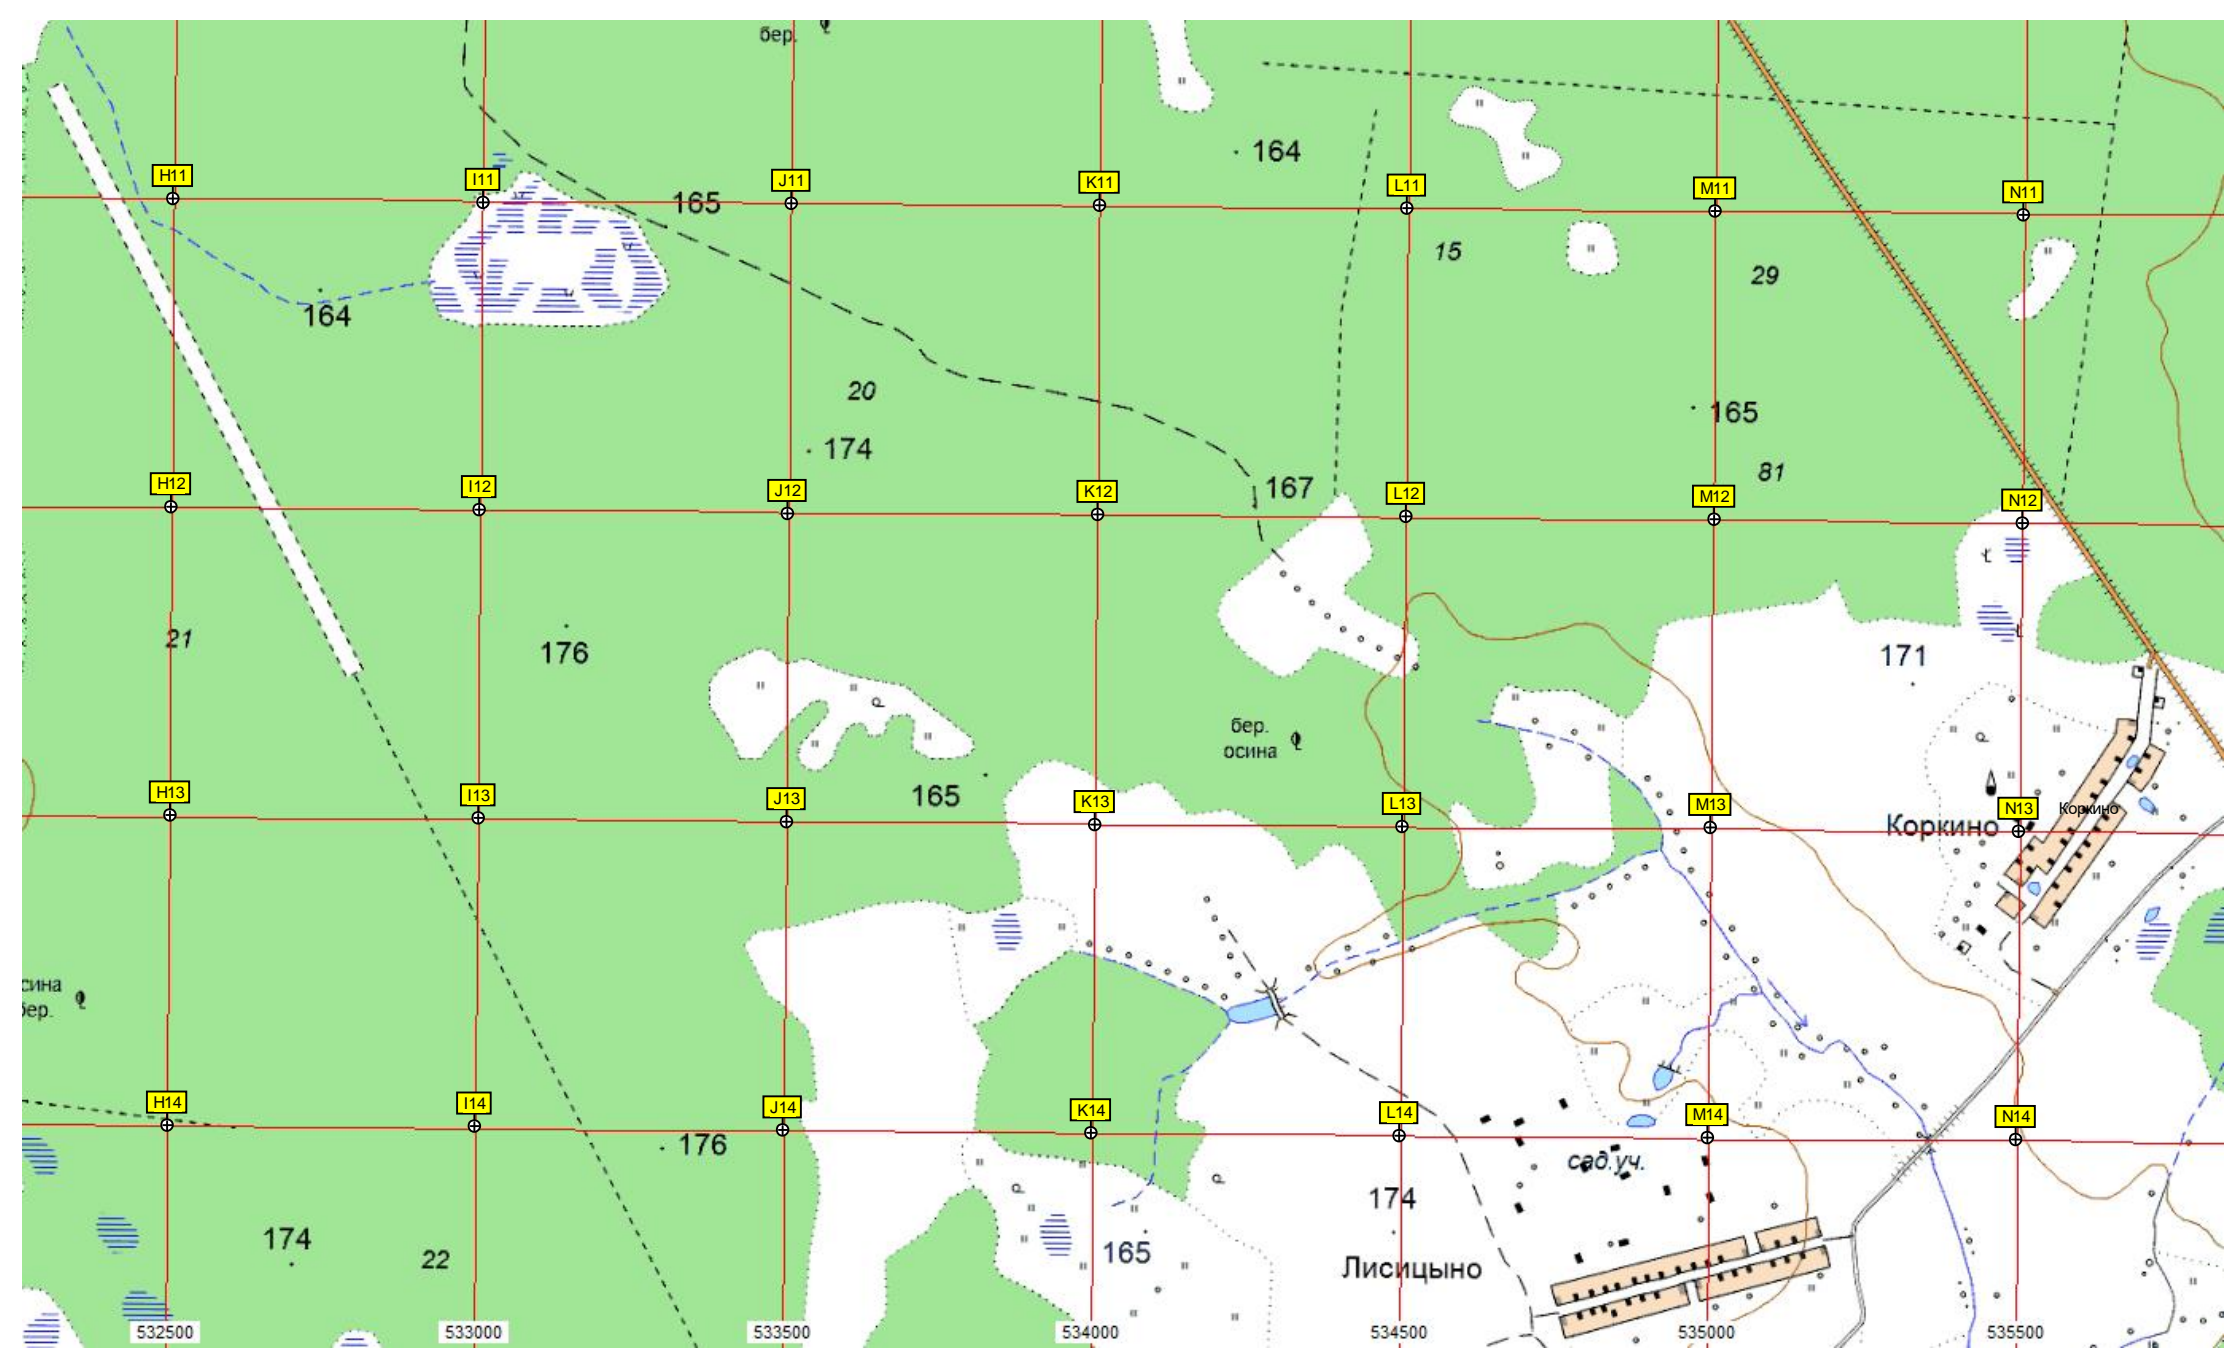 бер.
164
H11
I11
165
J11
K11
L11
M11
N11
15
29
164
20
165
174
81
H12
I12
J12
K12
167
L12
M12
N12
21
176
171
бер.
осина
165
H13
I13
J13
K13
L13
M13
N13
Коркино
Коркино
сина
бер.
H14
I14
J14
K14
L14
M14
N14
176
сад.уч.
174
174
22
165
Лисицыно
532500
533000
533500
534000
534500
535000
535500